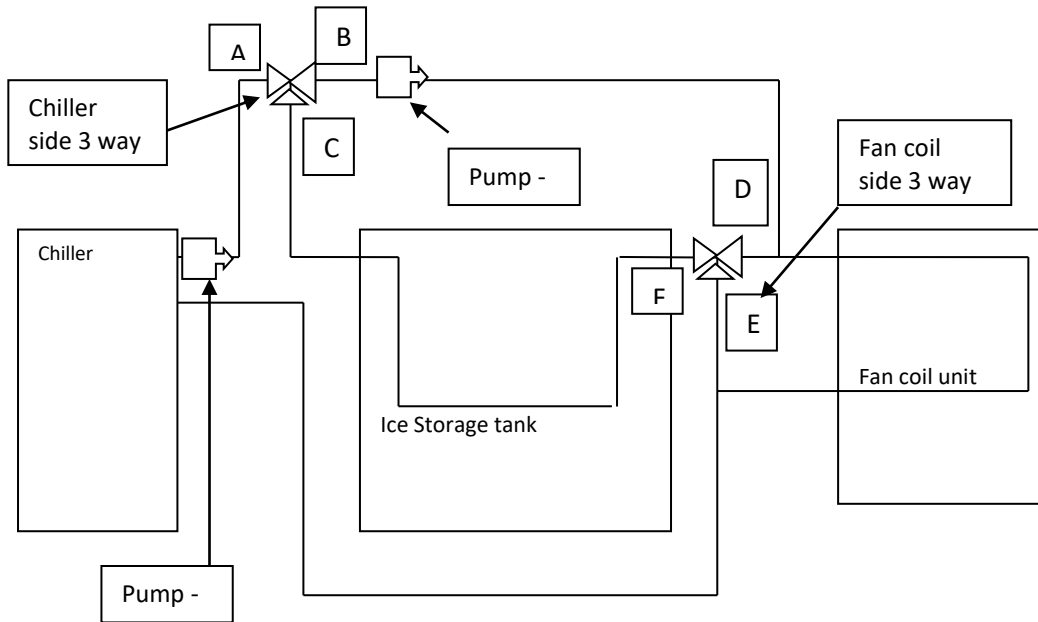 A
B
Chiller
side 3 way
C
Pump -
Fan coil
side 3 way
D
Chiller
F
E
Fan coil unit
Ice Storage tank
Pump -